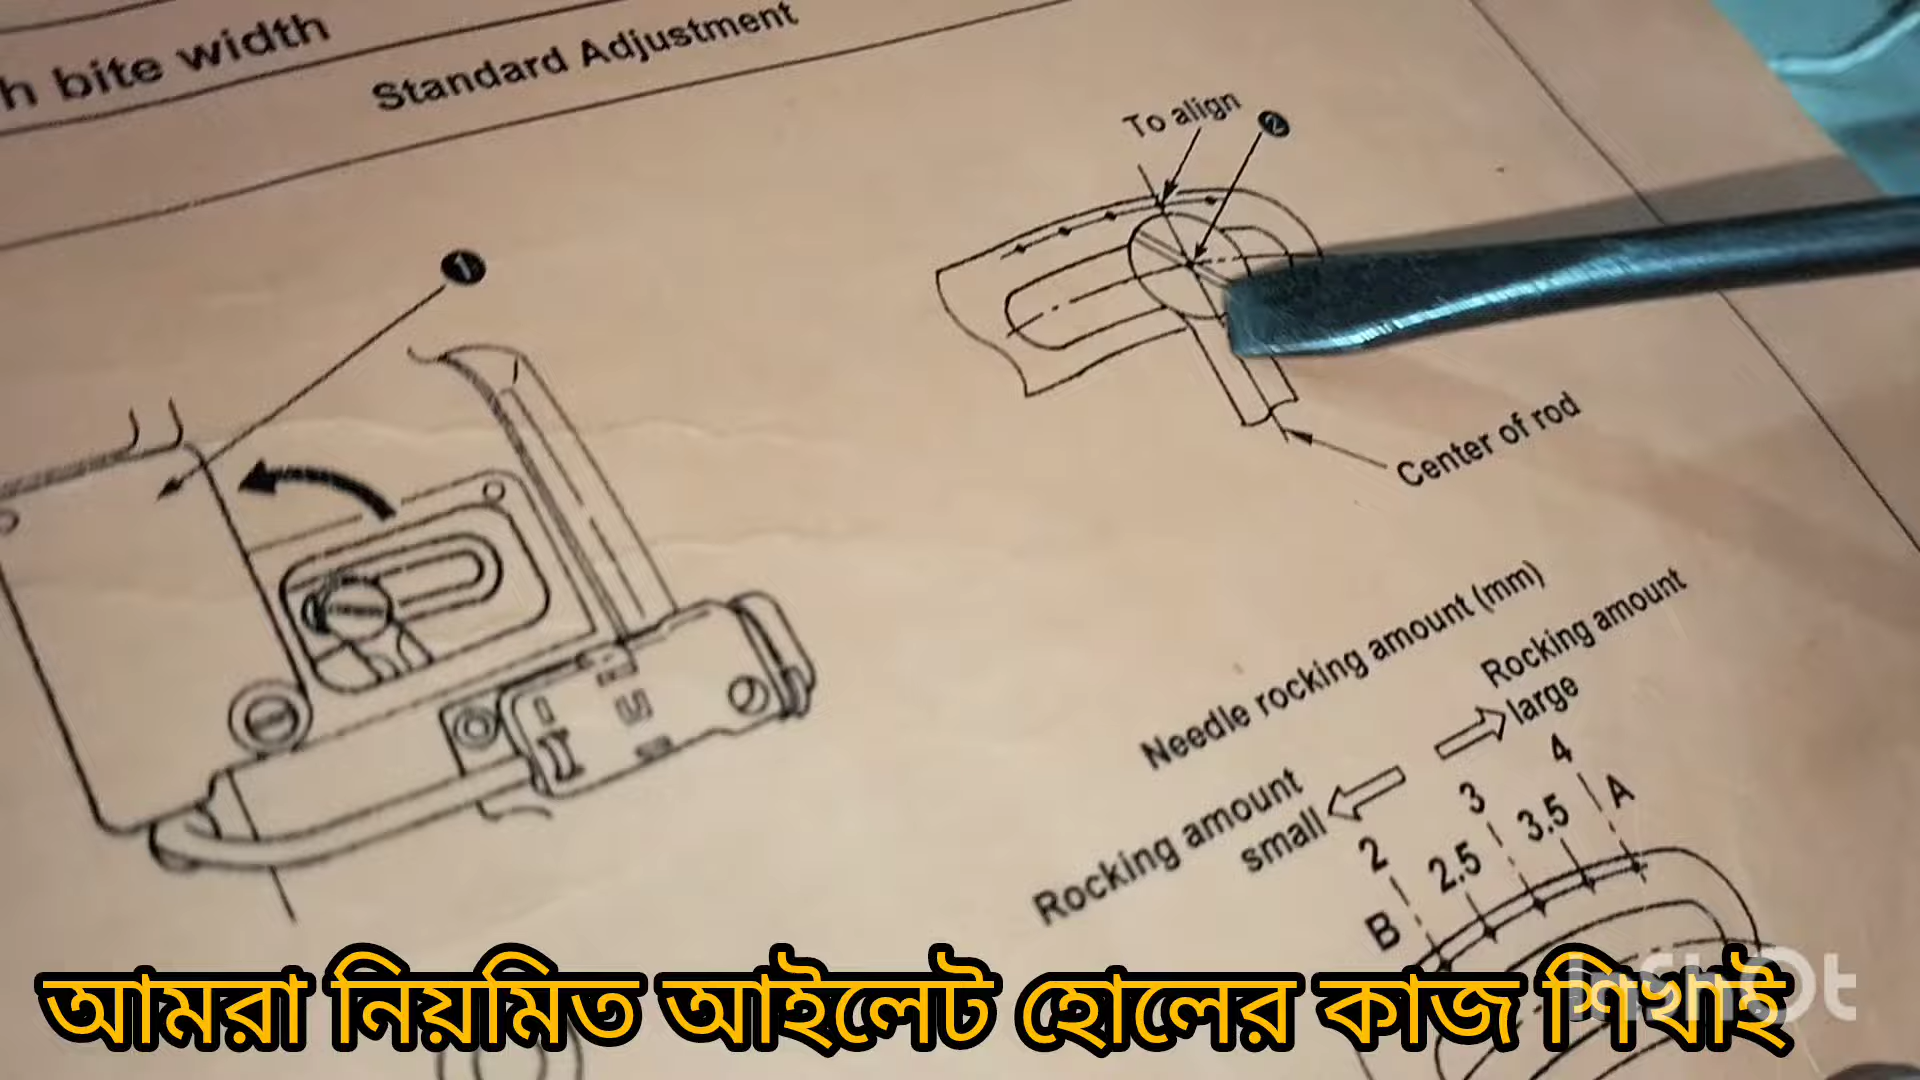 h bite width
Standard Adjustment
To align
2
1
Center of rod
Needle rocking amount (mm)
Rocking amount
large
Rocking amount
small
2
2.5
3
3.5
4
A
B
আমরা নিয়মিত আইলেট হোলের কাজ শিখাই
InShOt